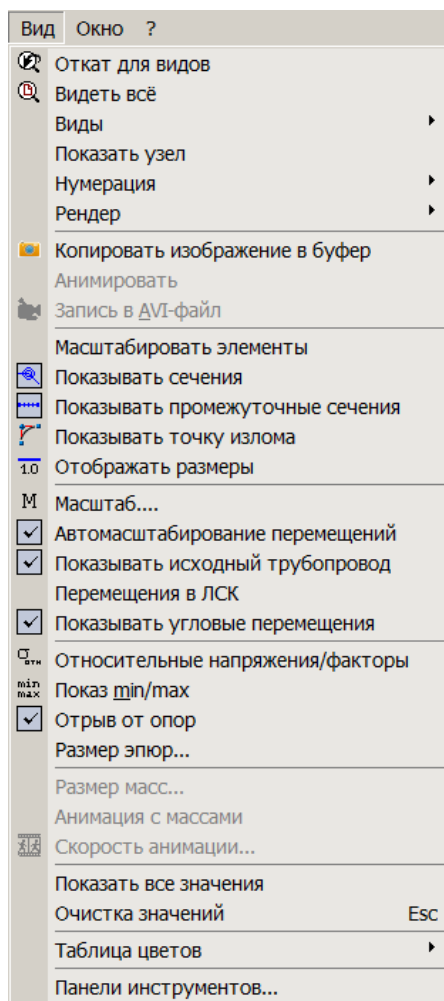 Вид Окно ?
Откат для видов
Видеть всё
Виды
Показать узел
Нумерация
Рендер
Копировать изображение в буфер
Анимировать
Запись в AVI-файл
Масштабировать элементы
Показывать сечения
Показывать промежуточные сечения
Показывать точку излома
1.0 Отображать размеры
М Масштаб....
Автомасштабирование перемещений
Показывать исходный трубопровод
Перемещения в ЛСК
Показывать угловые перемещения
σотн Относительные напряжения/факторы
min max Показ min/max
Отрыв от опор
Размер эпюр...
Размер масс...
Анимация с массами
Скорость анимации...
Показать все значения
Очистка значений Esc
Таблица цветов
Панели инструментов...